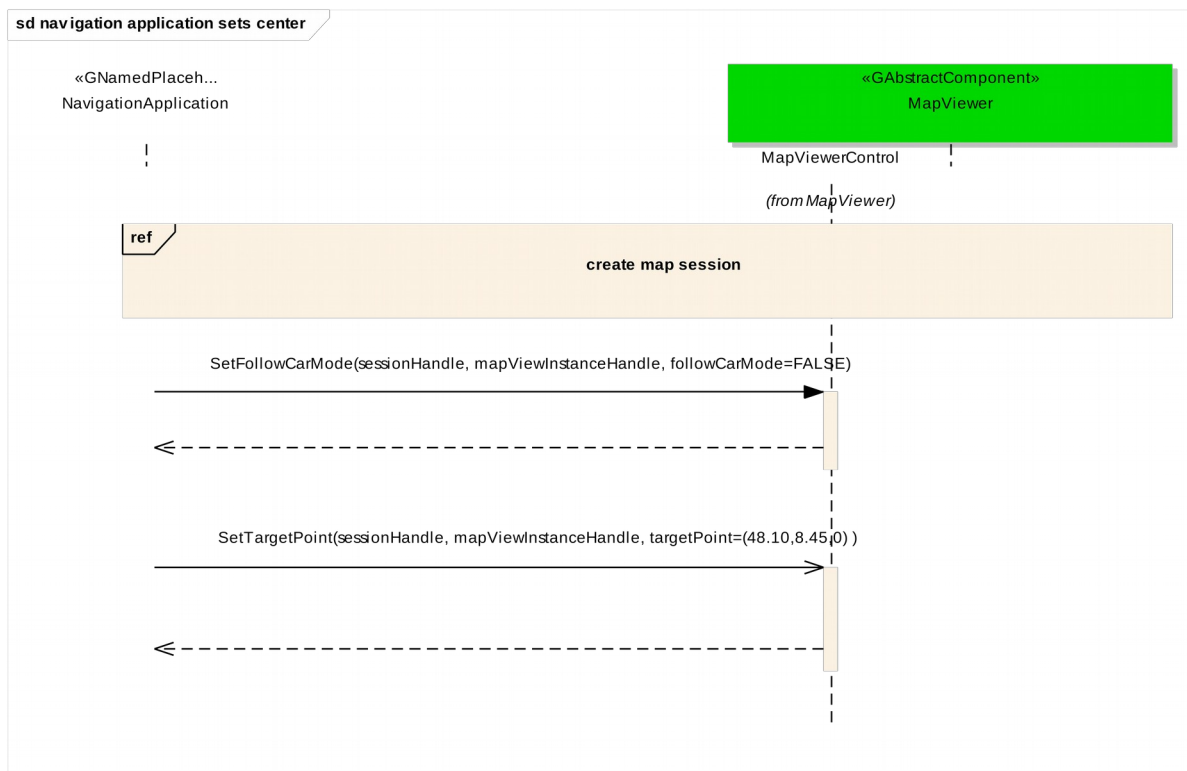 sd navigation application sets center
«GNamedPlaceh...
NavigationApplication
«GAbstractComponent»
MapViewer
MapViewerControl
(from MapViewer)
ref
create map session
SetFollowCarMode(sessionHandle, mapViewInstanceHandle, followCarMode=FALSE)
SetTargetPoint(sessionHandle, mapViewInstanceHandle, targetPoint=(48.10,8.45,0) )